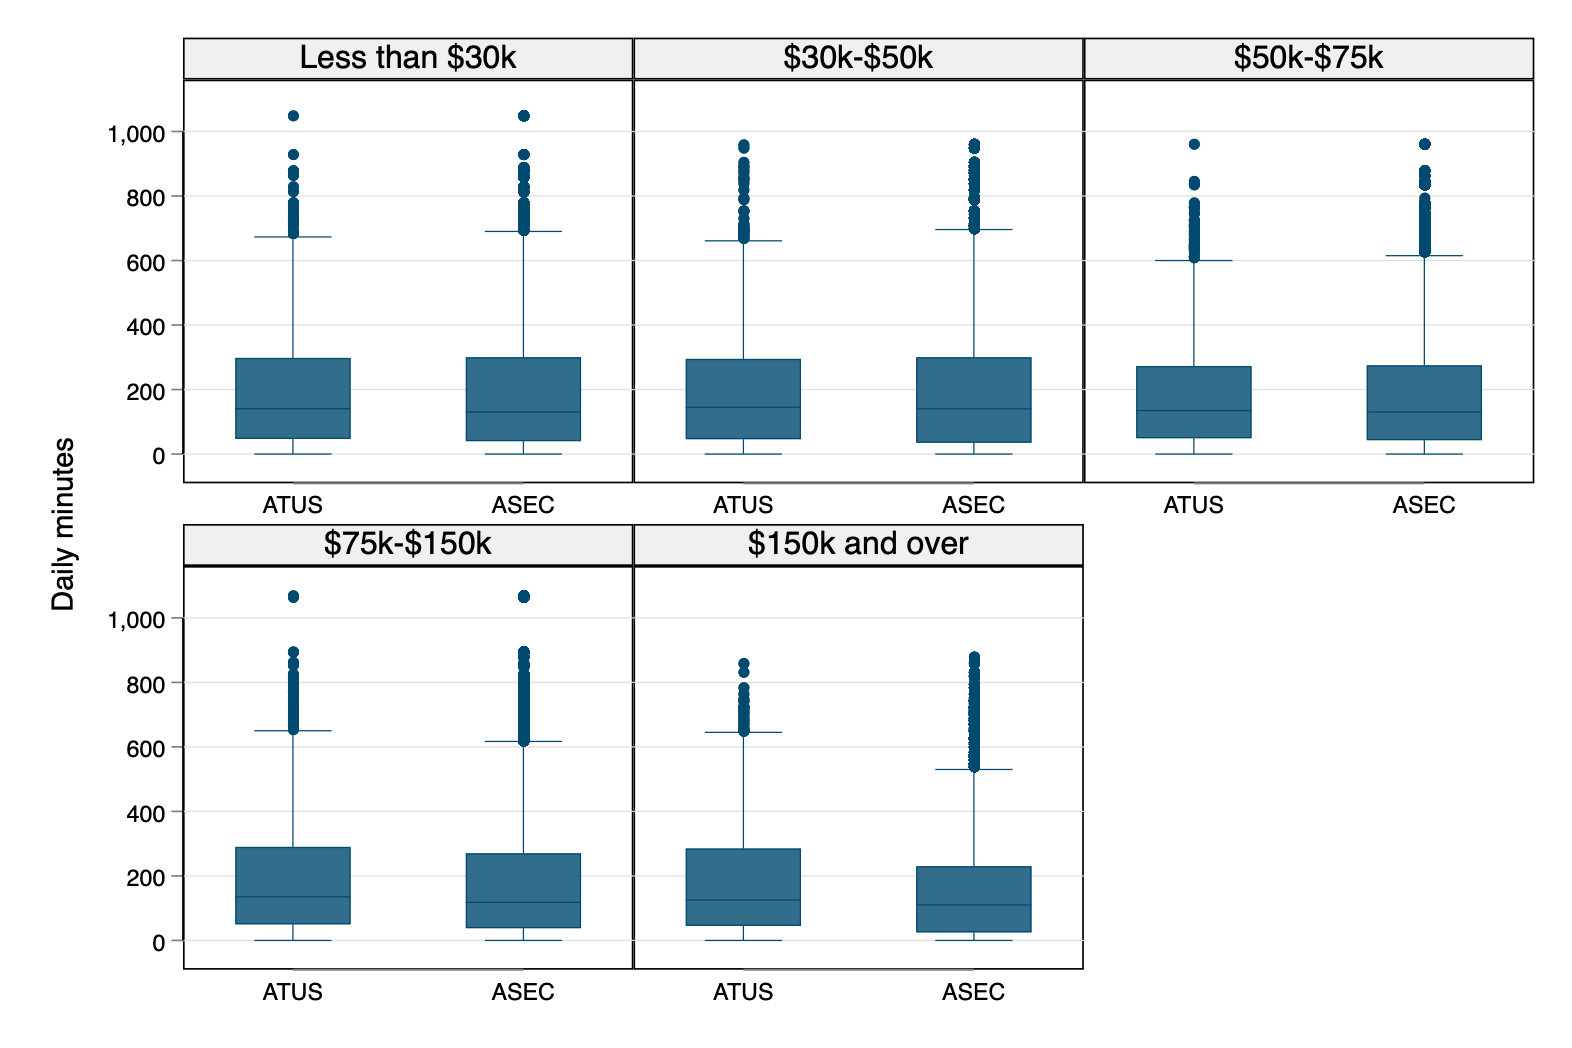 Less than $30k
$30k-$50k
$50k-$75k
1,000
800
600
400
200
0
ATUS
ASEC
ATUS
ASEC
ATUS
ASEC
Daily minutes
$75k-$150k
$150k and over
1,000
800
600
400
200
0
ATUS
ASEC
ATUS
ASEC